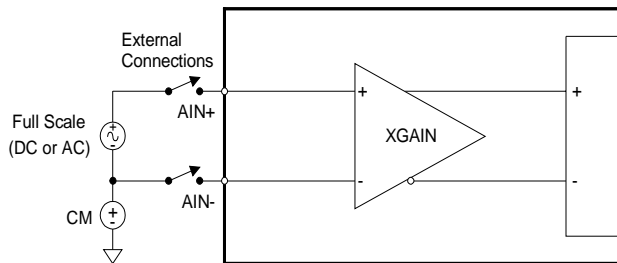 External
Connections
+
+
AIN+
Full Scale
(DC or AC)
+
-
XGAIN
-
-
AIN-
CM
+
-